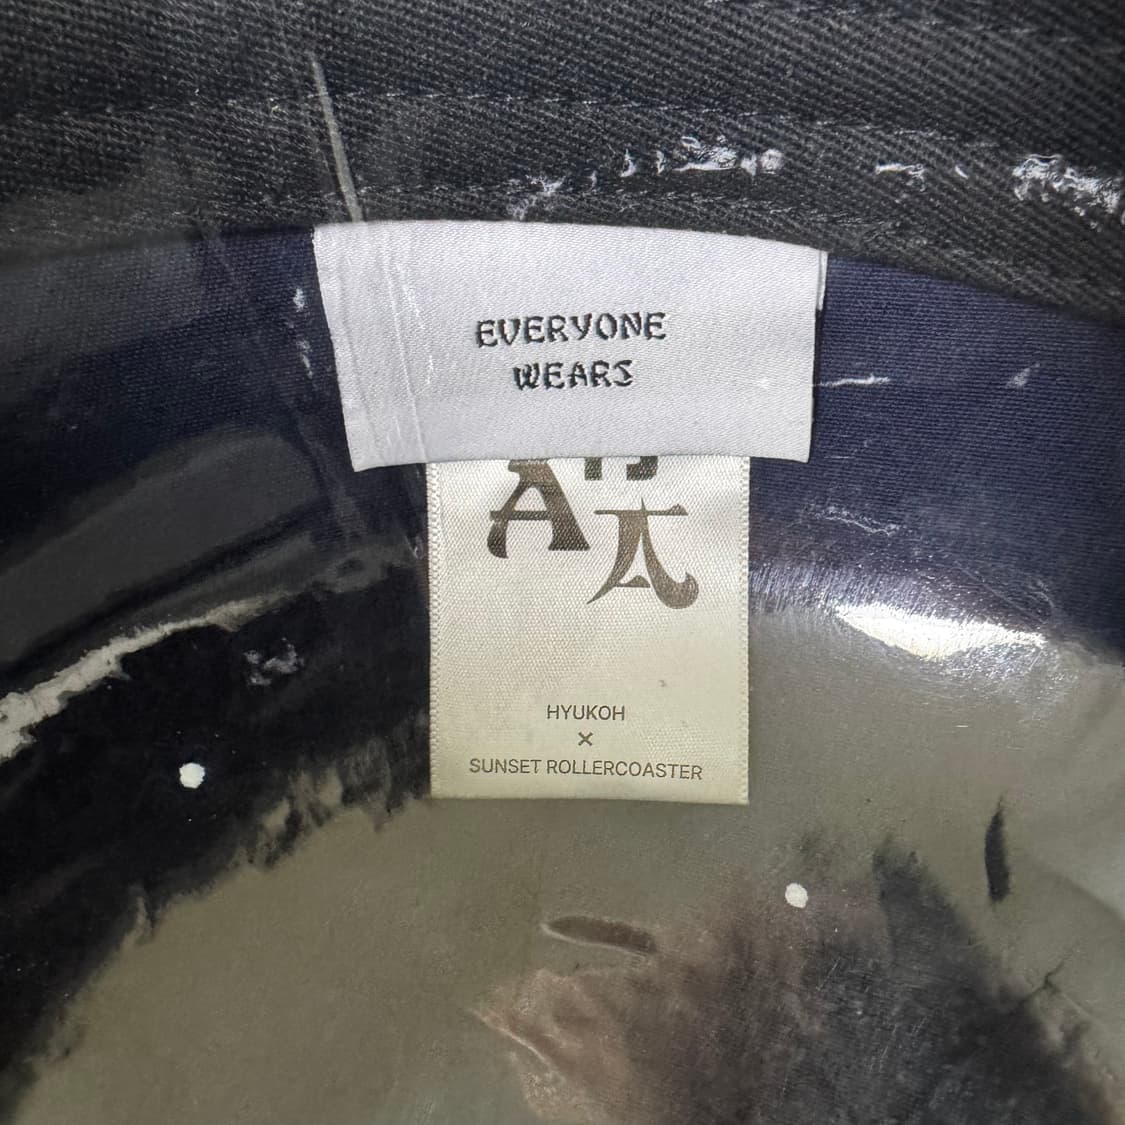 EVERYONE
WEARS
A
A
HYUKOH
×
SUNSET ROLLERCOASTER